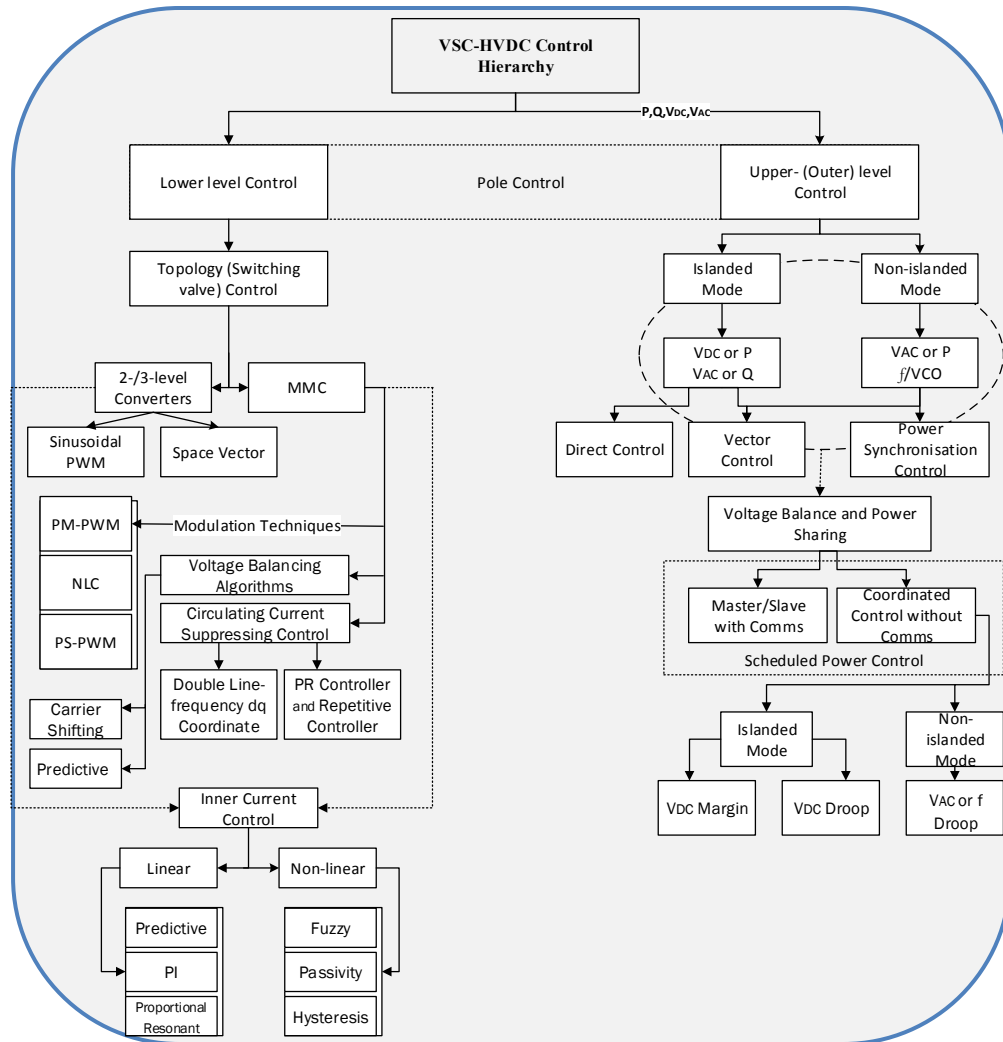 VSC-HVDC Control
Hierarchy
P,Q,VDC,VAC
Lower level Control
Pole Control
Upper- (Outer) level
Control
Topology (Switching
valve) Control
Islanded
Mode
Non-islanded
Mode
2-/3-level
Converters
MMC
VDC or P
VAC or Q
VAC or P
f/VCO
Sinusoidal
PWM
Space Vector
Direct Control
Vector
Control
Power
Synchronisation
Control
PM-PWM
Modulation Techniques
NLC
PS-PWM
Voltage Balancing
Algorithms
Circulating Current
Suppressing Control
Double Line-
frequency dq
Coordinate
PR Controller
and Repetitive
Controller
Carrier
Shifting
Predictive
Voltage Balance and Power
Sharing
Master/Slave
with Comms
Coordinated
Control without
Comms
Scheduled Power Control
Islanded
Mode
Non-
islanded
Mode
VDC Margin
VDC Droop
VAC or f
Droop
Inner Current
Control
Linear
Non-linear
Predictive
PI
Proportional
Resonant
Fuzzy
Passivity
Hysteresis